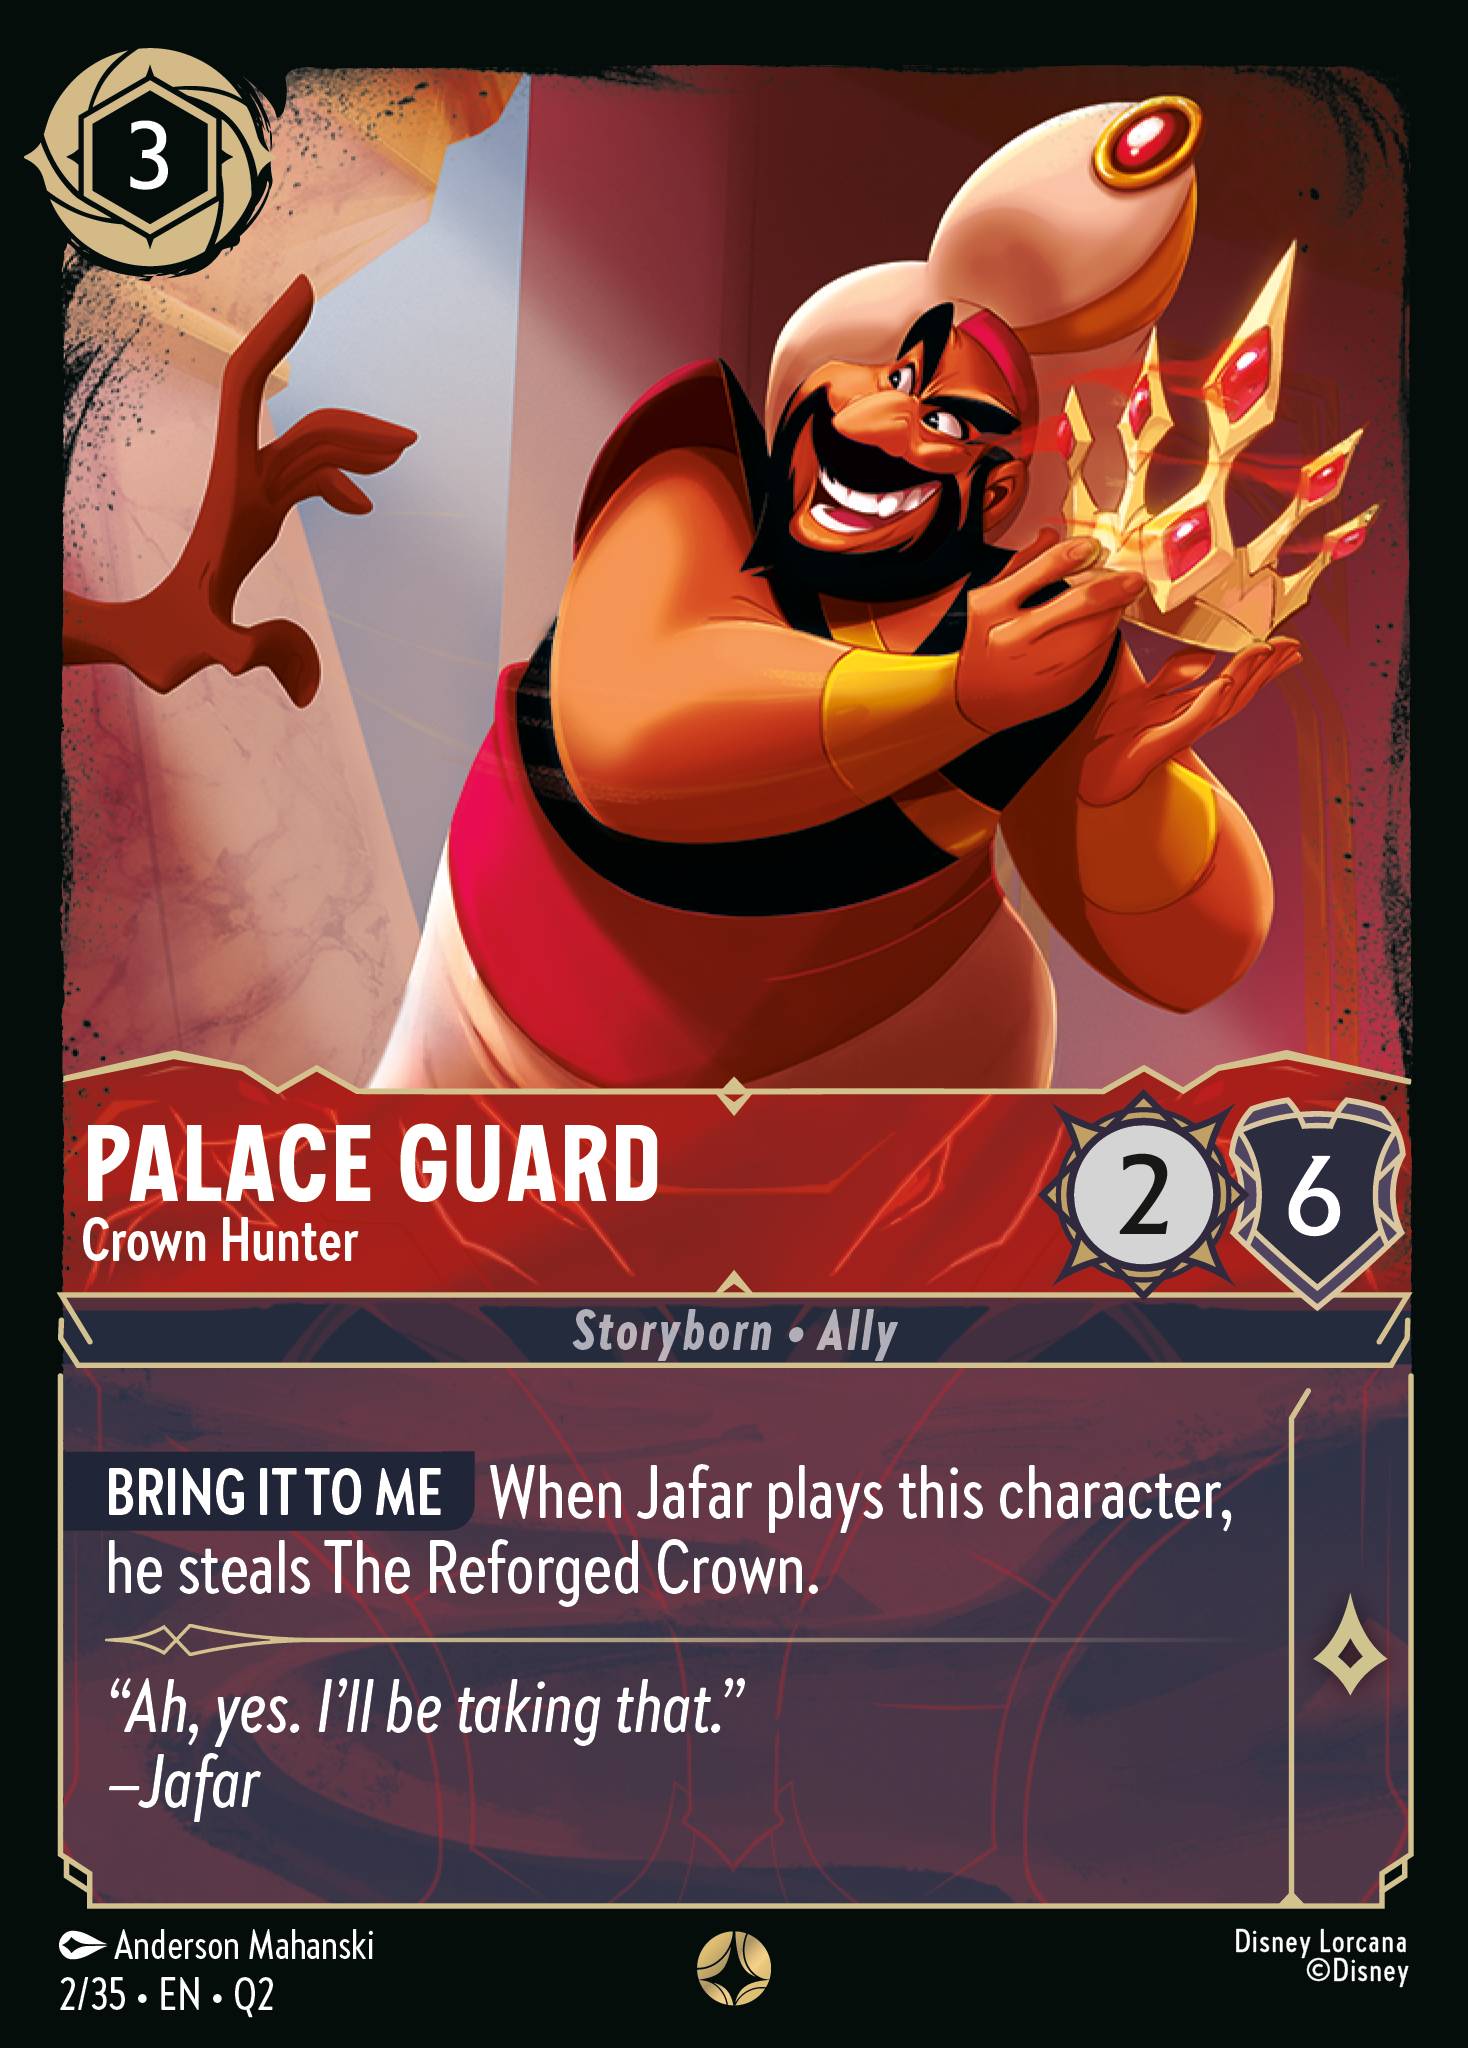 3
PALACE GUARD
Crown Hunter
2
6
Storyborn • Ally
BRING IT TO ME When Jafar plays this character,
he steals The Reforged Crown.
“Ah, yes. I’ll be taking that.”
–Jafar
Anderson Mahanski
2/35 • EN • Q2
Disney Lorcana
©Disney